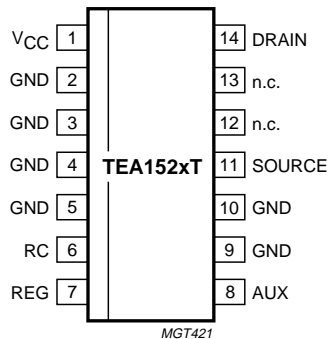 VCC 1 14 DRAIN
GND 2 13 n.c.
GND 3 12 n.c.
GND 4 TEA152xT 11 SOURCE
GND 5 10 GND
RC 6 9 GND
REG 7 8 AUX
MGT421